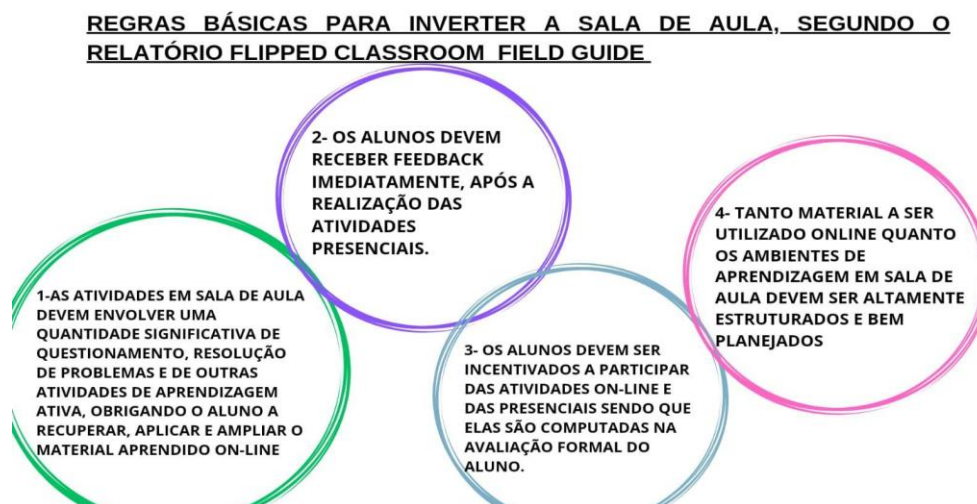 REGRAS BÁSICAS PARA INVERTER A SALA DE AULA, SEGUNDO O
RELATÓRIO FLIPPED CLASSROOM FIELD GUIDE
1-AS ATIVIDADES EM SALA DE AULA
DEVEM ENVOLVER UMA
QUANTIDADE SIGNIFICATIVA DE
QUESTIONAMENTO, RESOLUÇÃO
DE PROBLEMAS E DE OUTRAS
ATIVIDADES DE APRENDIZAGEM
ATIVA, OBRIGANDO O ALUNO A
RECUPERAR, APLICAR E AMPLIAR O
MATERIAL APRENDIDO ON-LINE
2- OS ALUNOS DEVEM
RECEBER FEEDBACK
IMEDIATAMENTE, APÓS A
REALIZAÇÃO DAS
ATIVIDADES
PRESENCIAIS.
3- OS ALUNOS DEVEM SER
INCENTIVADOS A PARTICIPAR
DAS ATIVIDADES ON-LINE E
DAS PRESENCIAIS SENDO QUE
ELAS SÃO COMPUTADAS NA
AVALIAÇÃO FORMAL DO
ALUNO.
4- TANTO MATERIAL A SER
UTILIZADO ONLINE QUANTO
OS AMBIENTES DE
APRENDIZAGEM EM SALA DE
AULA DEVEM SER ALTAMENTE
ESTRUTURADOS E BEM
PLANEJADOS